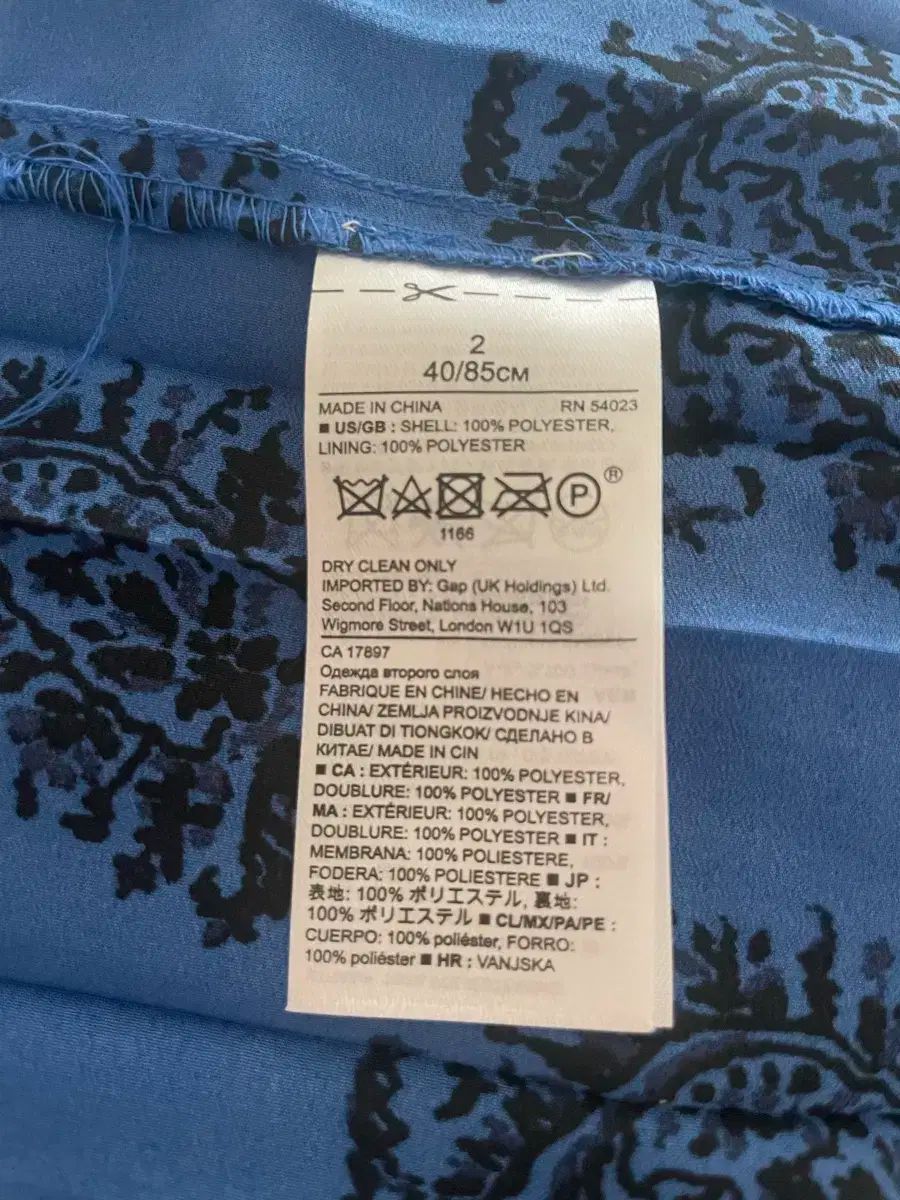 2
40/85CM
MADE IN CHINA RN 54023
■ US/GB : SHELL: 100% POLYESTER,
LINING: 100% POLYESTER
P ®
1166
DRY CLEAN ONLY
IMPORTED BY: Gap (UK Holdings) Ltd.
Second Floor, Nations House, 103
Wigmore Street, London W1U 1QS
CA 17897
Одежда второго слоя
FABRIQUE EN CHINE/ HECHO EN
CHINA/ ZEMLJA PROIZVODNJE KINA/
DIBUAT DI TIONGKOK/ СДЕЛАНО В
КИТАЕ/ MADE IN CIN
■ CA : EXTÉRIEUR: 100% POLYESTER,
DOUBLURE: 100% POLYESTER ■ FR/
MA : EXTÉRIEUR: 100% POLYESTER,
DOUBLURE: 100% POLYESTER ■ IT :
MEMBRANA: 100% POLIESTERE,
FODERA: 100% POLIESTERE ■ JP :
表地: 100% ポリエステル, 裏地:
100% ポリエステル ■ CL/MX/PA/PE :
CUERPO: 100% poliéster, FORRO:
100% poliéster ■ HR : VANJSKA